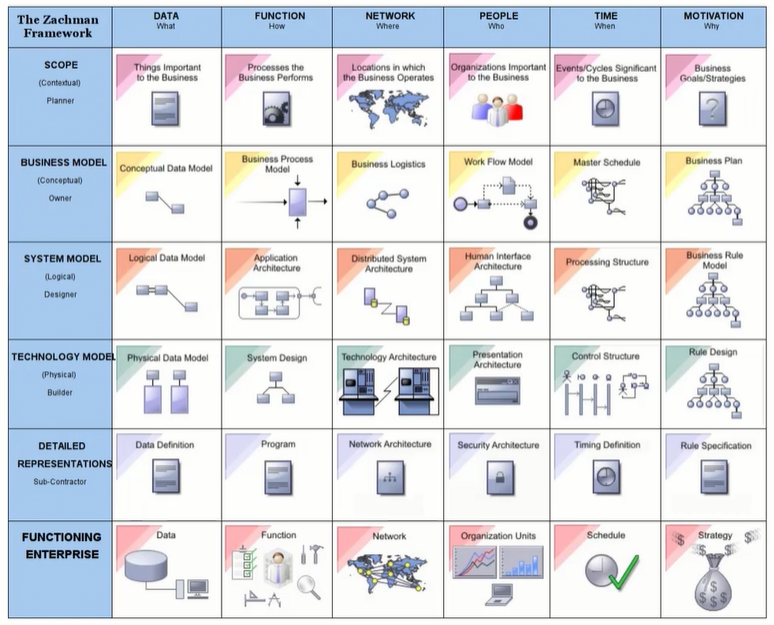 The Zachman
Framework
DATA
What
FUNCTION
How
NETWORK
Where
PEOPLE
Who
TIME
When
MOTIVATION
Why
SCOPE
(Contextual)
Planner
Things Important
to the Business
Processes the
Business Performs
Locations in which
the Business Operates
Organizations Important
to the Business
Events/Cycles Significant
to the Business
Business
Goals/Strategies
?
BUSINESS MODEL
(Conceptual)
Owner
Conceptual Data Model
Business Process
Model
Business Logistics
Work Flow Model
Master Schedule
Business Plan
SYSTEM MODEL
(Logical)
Designer
Logical Data Model
Application
Architecture
Distributed System
Architecture
Human Interface
Architecture
Processing Structure
Business Rule
Model
TECHNOLOGY MODEL
(Physical)
Builder
Physical Data Model
System Design
Technology Architecture
Presentation
Architecture
Control Structure
Rule Design
DETAILED
REPRESENTATIONS
Sub-Contractor
Data Definition
Program
Network Architecture
Security Architecture
Timing Definition
Rule Specification
FUNCTIONING
ENTERPRISE
Data
Function
Network
Organization Units
Schedule
Strategy
$ $ $ $
$ $
$ $